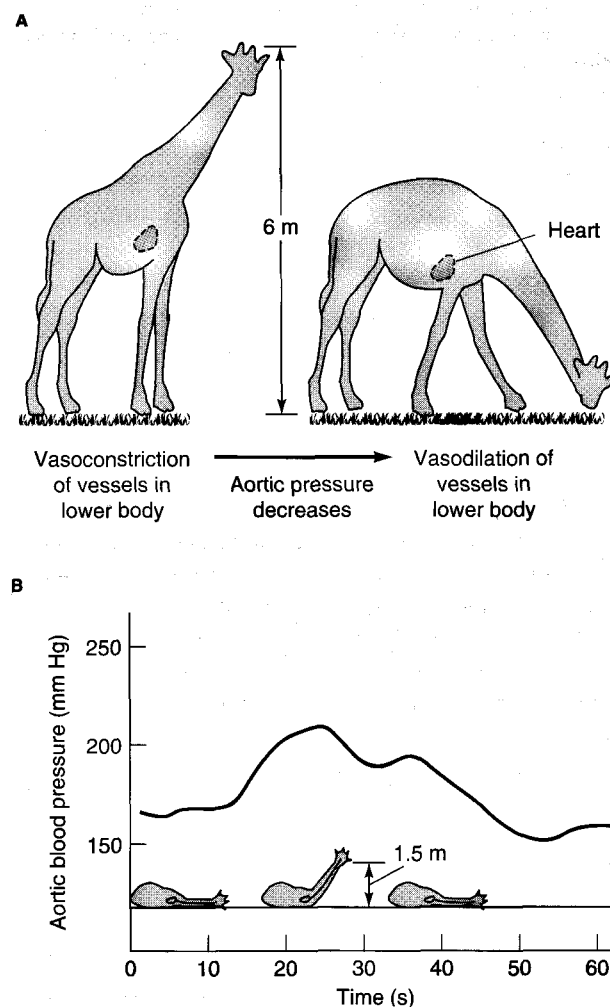 A
6 m
Heart
Vasoconstriction
of vessels in
lower body
Aortic pressure
decreases
Vasodilation of
vessels in
lower body
B
Aortic blood pressure (mm Hg)
250
200
150
1.5 m
0
10
20
30
40
50
60
Time (s)